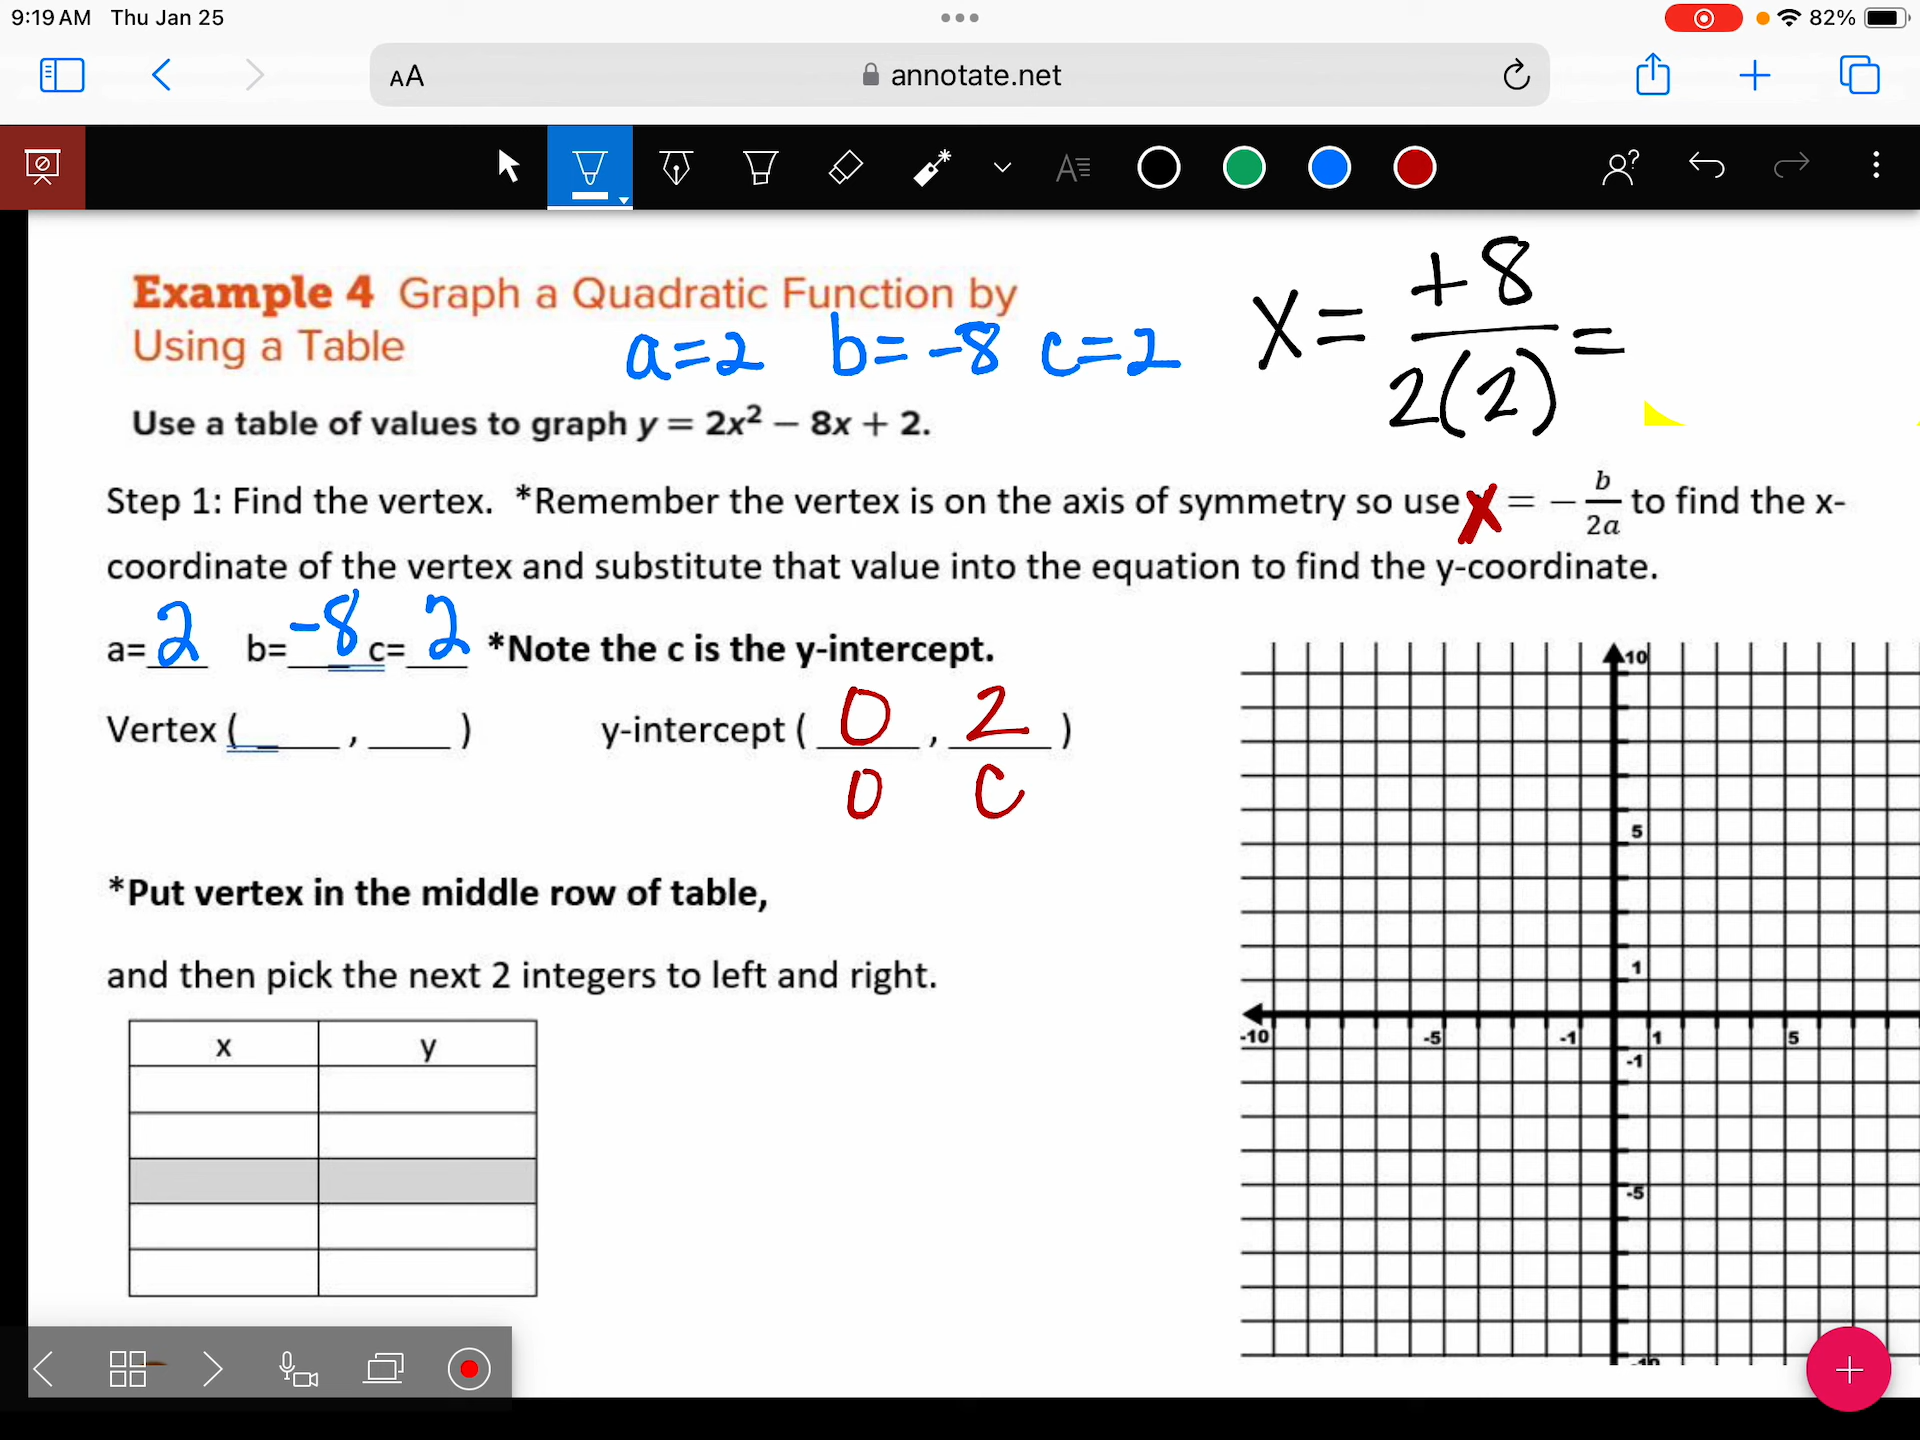 9:19 AM Thu Jan 25
82%
AA
annotate.net
A
Example 4 Graph a Quadratic Function by
Using a Table
a=2 b=-8 c=2
x = +8 / 2(2) =
Use a table of values to graph y = 2x² – 8x + 2.
Step 1: Find the vertex. *Remember the vertex is on the axis of symmetry so use x = − b/2a to find the x-
coordinate of the vertex and substitute that value into the equation to find the y-coordinate.
a= 2 b= -8 c= 2 *Note the c is the y-intercept.
Vertex (____ , ____ ) y-intercept ( 0 , 2 )
0 C
*Put vertex in the middle row of table,
and then pick the next 2 integers to left and right.
x y
10
5
1
-10 -5 -1 1 5
-1
-5
-10